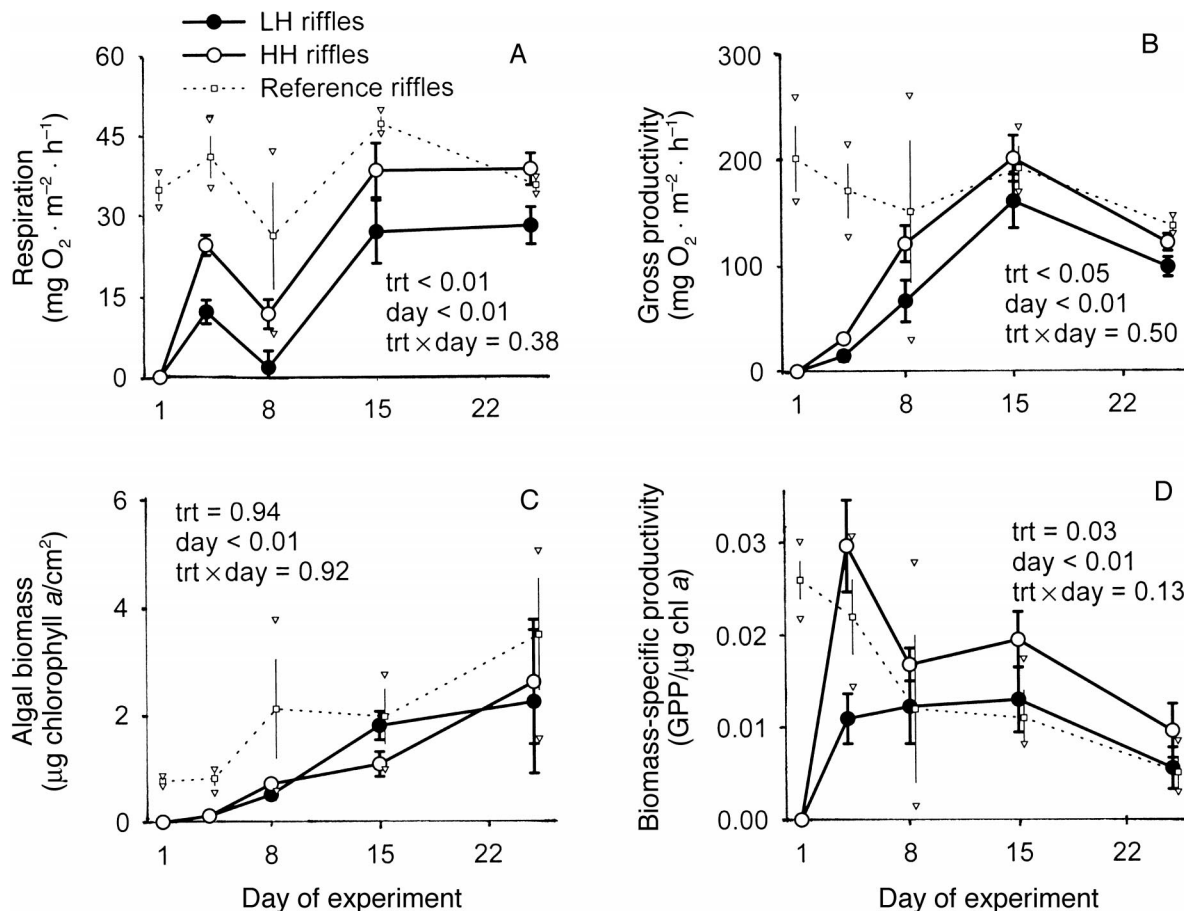 LH riffles
HH riffles
Reference riffles
A
60
45
30
15
0
Respiration
(mg O₂ · m⁻² · h⁻¹)
trt < 0.01
day < 0.01
trt × day = 0.38
1 8 15 22
B
300
200
100
0
Gross productivity
(mg O₂ · m⁻² · h⁻¹)
trt < 0.05
day < 0.01
trt × day = 0.50
1 8 15 22
C
6
4
2
0
Algal biomass
(µg chlorophyll a/cm²)
trt = 0.94
day < 0.01
trt × day = 0.92
1 8 15 22
Day of experiment
D
0.03
0.02
0.01
0.00
Biomass-specific productivity
(GPP/µg chl a)
trt = 0.03
day < 0.01
trt × day = 0.13
1 8 15 22
Day of experiment